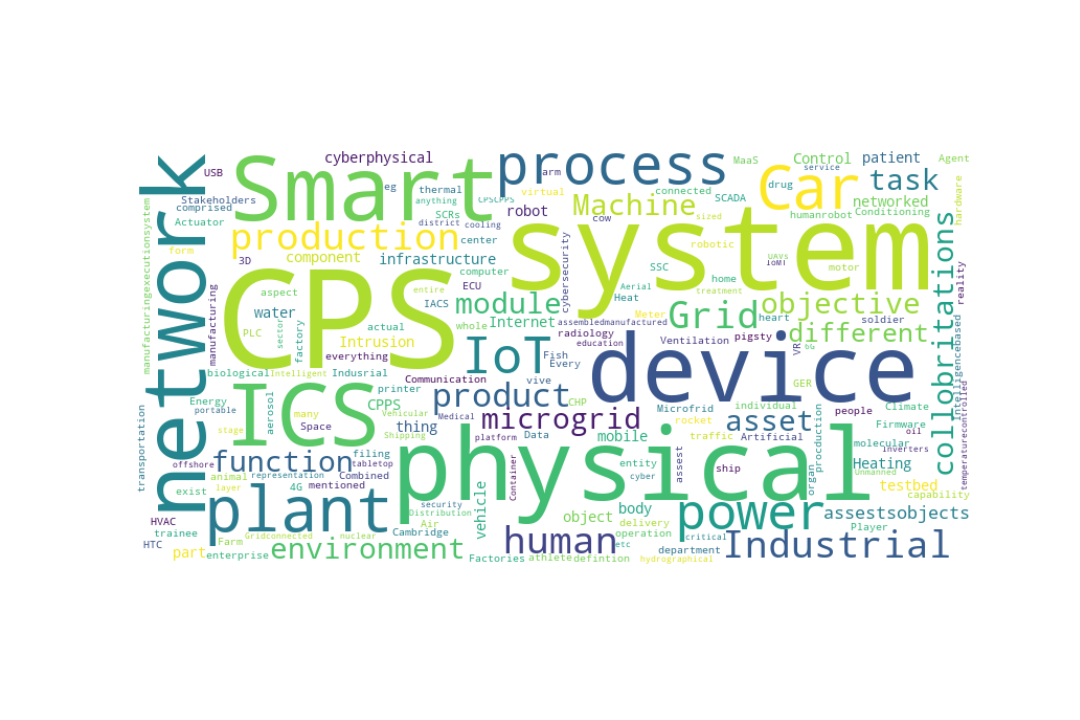 network
USB
Stakeholders
comprised
Actuator
form
3D
manufacturingexecutionsystem
manufacturing
cyberphysical
Smart
eg
thermal
anything
CPSCPPS
SCRs
district
cooling
process
arm
virtual
robot
cow
MaaS
connected
SCADA
sized
Machine
Control
service
patient
Agent
Car
drug
task
networked
humanrobot
Conditioning
hardware
production
component
infrastructure
center
computer
system
cybersecurity
robotic
UAVs
IoMT
motor
SSC
home
Aerial
treatment
Heat
reality
collobritations
CPS
aspect
water
PLC
sector
factory
actual
Intrusion
everything
entire
ECU
IACS
module
whole
Internet
assembledmanufactured
education
radiology
Meter
Grid
heart
objective
soldier
different
Ventilation
pigsty
VR
6G
Intelligencebased
biological
Intelligent
Indusrial
Energy
portable
aerosol
many
Space
stage
ICS
printer
CPPS
vehicular
Shipping
thing
Communication
IoT
vive
Fish
Every
CHP
product
Medical
device
GER
individual
people
Climate
Firmware
oil
inverters
temperaturecontrolled
transportation
offshore
function
filing
tabletop
animal
representation
Combined
mentioned
exist
layer
4G
microgrid
platform
Data
Container
mobile
Microfrid
rocket
traffic
Artificial
asset
procduction
molecular
Heating
unmanned
testbed
capability
physical
entity
cyber
assest
ship
organ
HVAC
trainee
HTC
part
plant
Farm
Gridconnected
nuclear
enterprise
environment
security
Distribution
Air
Cambridge
vehicle
object
body
delivery
operation
human
etc
Factories
athlete
defintion
power
critical
department
hydrographical
assestsobjects
Player
Industrial